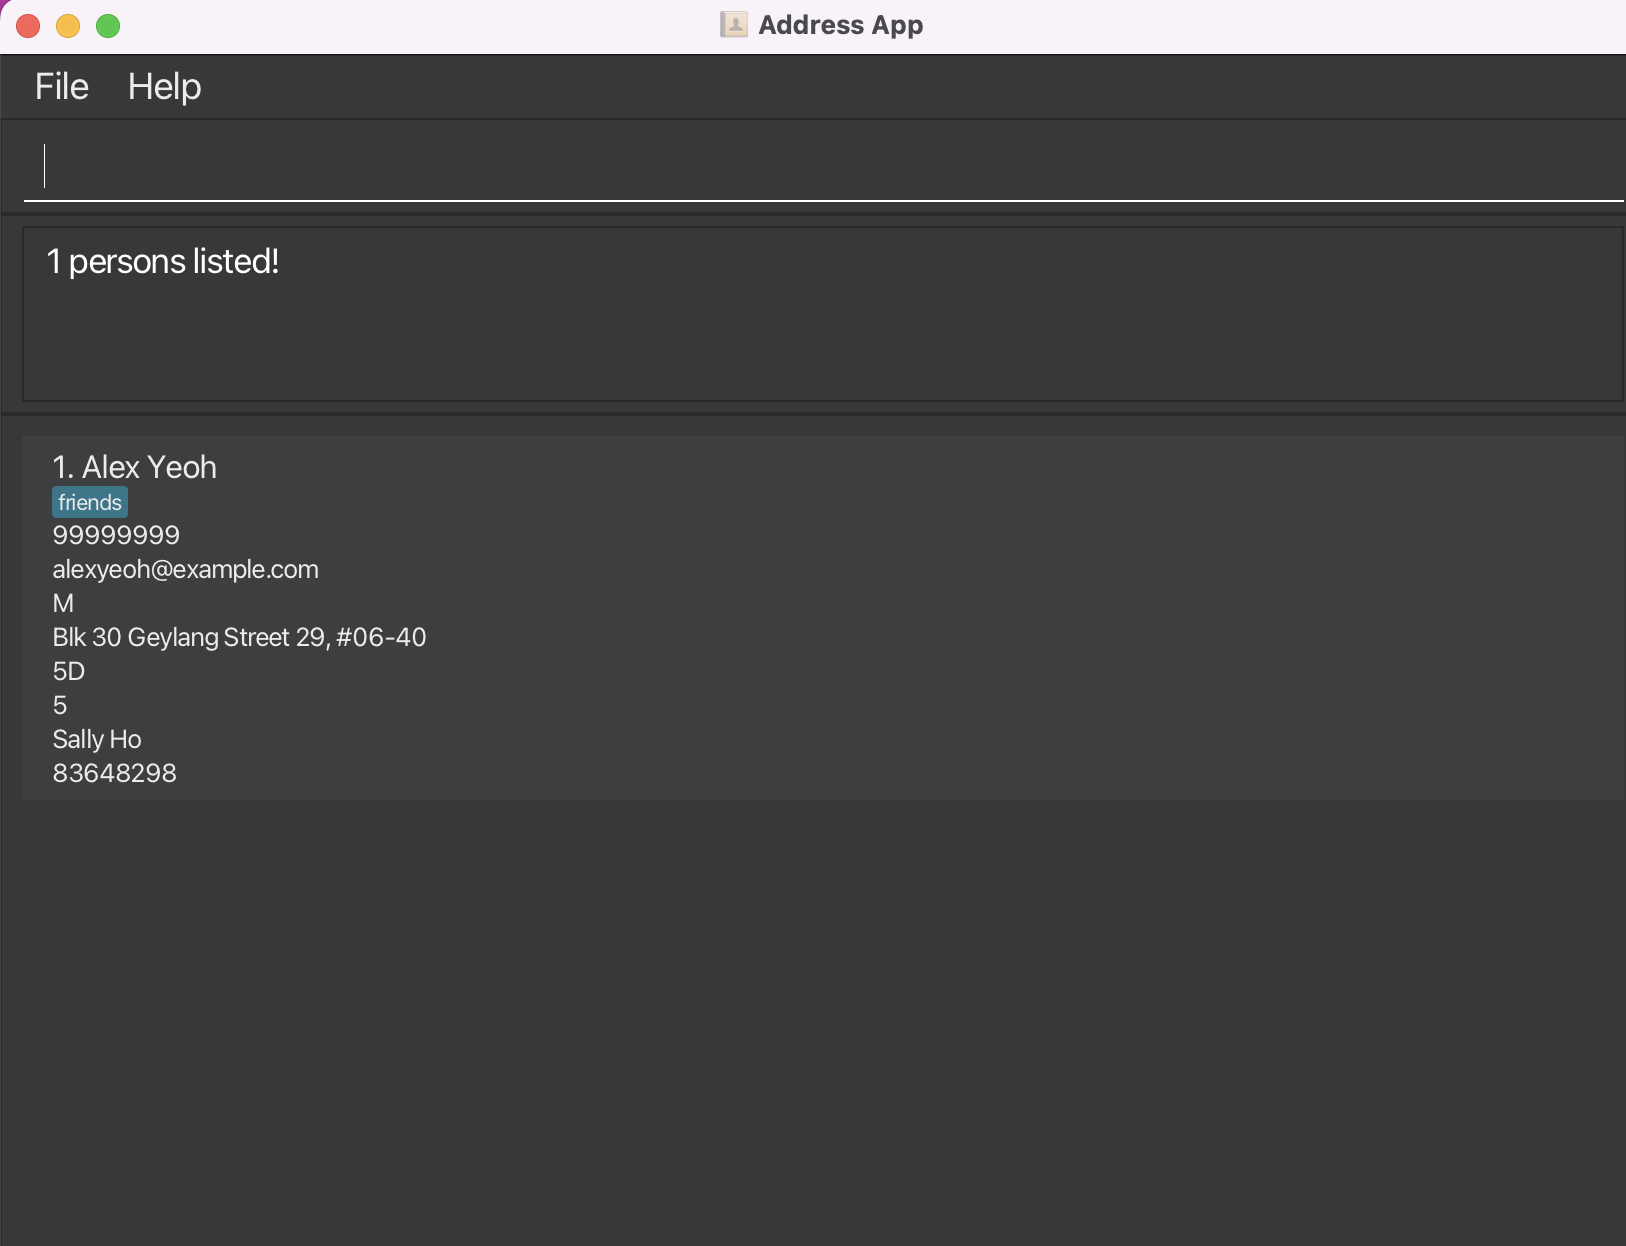 Address App
File Help
1 persons listed!
1. Alex Yeoh
friends
99999999
alexyeoh@example.com
M
Blk 30 Geylang Street 29, #06-40
5D
5
Sally Ho
83648298